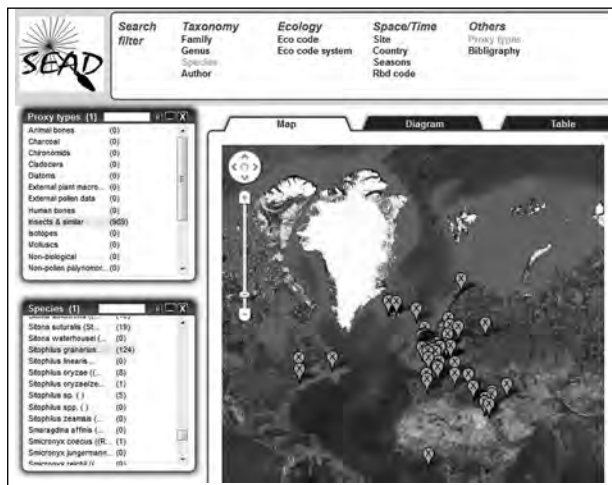 SEAD
Search filter
Taxonomy
Family
Genus
Species
Author
Ecology
Eco code
Eco code system
Space/Time
Site
Country
Seasons
Rbd code
Others
Proxy types
Bibligraphy
Proxy types (1)
Animal bones (0)
Charcoal (0)
Chironomids (0)
Cladocera (0)
Diatoms (0)
External plant macro... (0)
External pollen data (0)
Human bones (0)
Insects & similar (909)
Isotopes (0)
Molluscs (0)
Non-biological (0)
Non-pollen palynomor... (0)
Species (1)
Sitona suturalis (St... (19)
Sitona waterhousei (... (0)
Sitophilus granarius... (124)
Sitophilus linearis... (0)
Sitophilus oryzae ((... (8)
Sitophilus oryzaelze... (1)
Sitophilus sp. ( ) (5)
Sitophilus spp. ( ) (0)
Sitophilus zeamais (... (0)
Smaragdina affinis (... (0)
Smicronyx coecus ((R... (1)
Smicronyx jungermann... (0)
Smicronyx reichii ((... (0)
Map
Diagram
Table